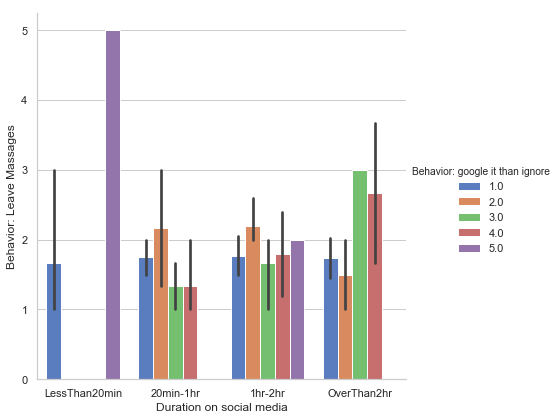 5
4
3
2
1
0
Behavior: Leave Massages
LessThan20min 20min-1hr 1hr-2hr OverThan2hr
Duration on social media
Behavior: google it than ignore
1.0
2.0
3.0
4.0
5.0